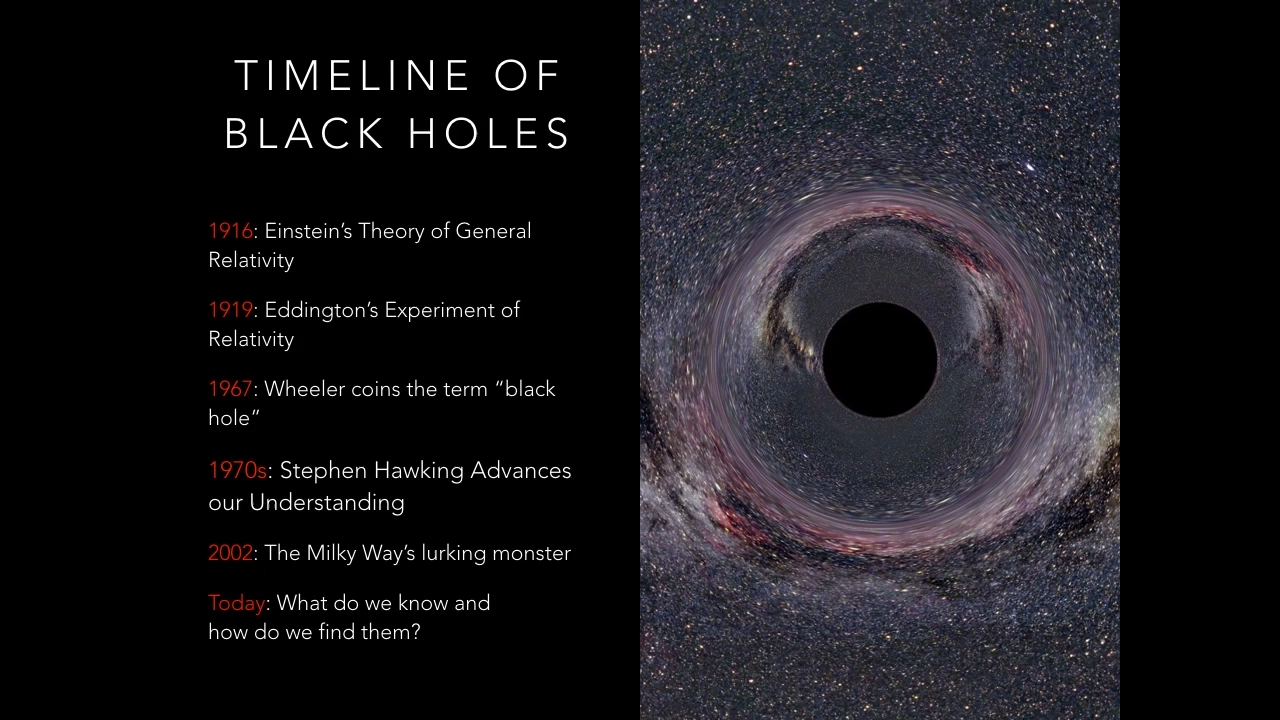 TIMELINE OF
BLACK HOLES
1916: Einstein’s Theory of General
Relativity
1919: Eddington’s Experiment of
Relativity
1967: Wheeler coins the term “black
hole”
1970s: Stephen Hawking Advances
our Understanding
2002: The Milky Way’s lurking monster
Today: What do we know and
how do we find them?